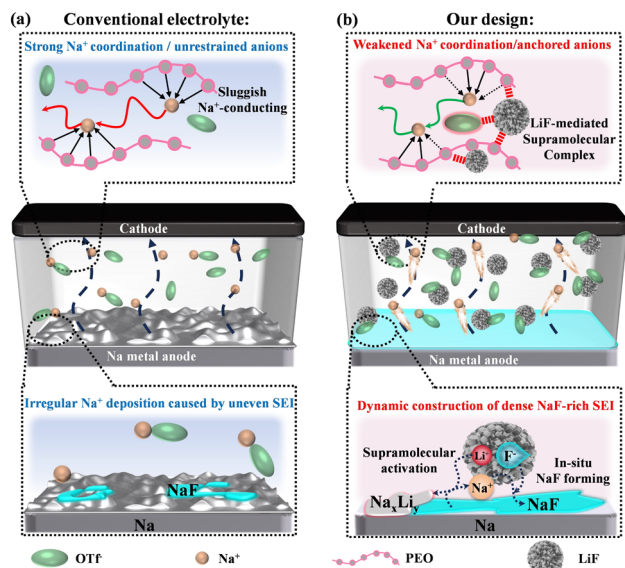 (a) Conventional electrolyte:
Strong Na⁺ coordination / unrestrained anions
Sluggish
Na⁺-conducting
Cathode
Na metal anode
Irregular Na⁺ deposition caused by uneven SEI
NaF
Na
(b) Our design:
Weakened Na⁺ coordination/anchored anions
LiF-mediated
Supramolecular
Complex
Cathode
Na metal anode
Dynamic construction of dense NaF-rich SEI
Supramolecular
activation
Li⁺
F⁻
In-situ
NaF forming
Na⁺
NaₓLiᵧ
NaF
Na
OTf⁻
Na⁺
PEO
LiF